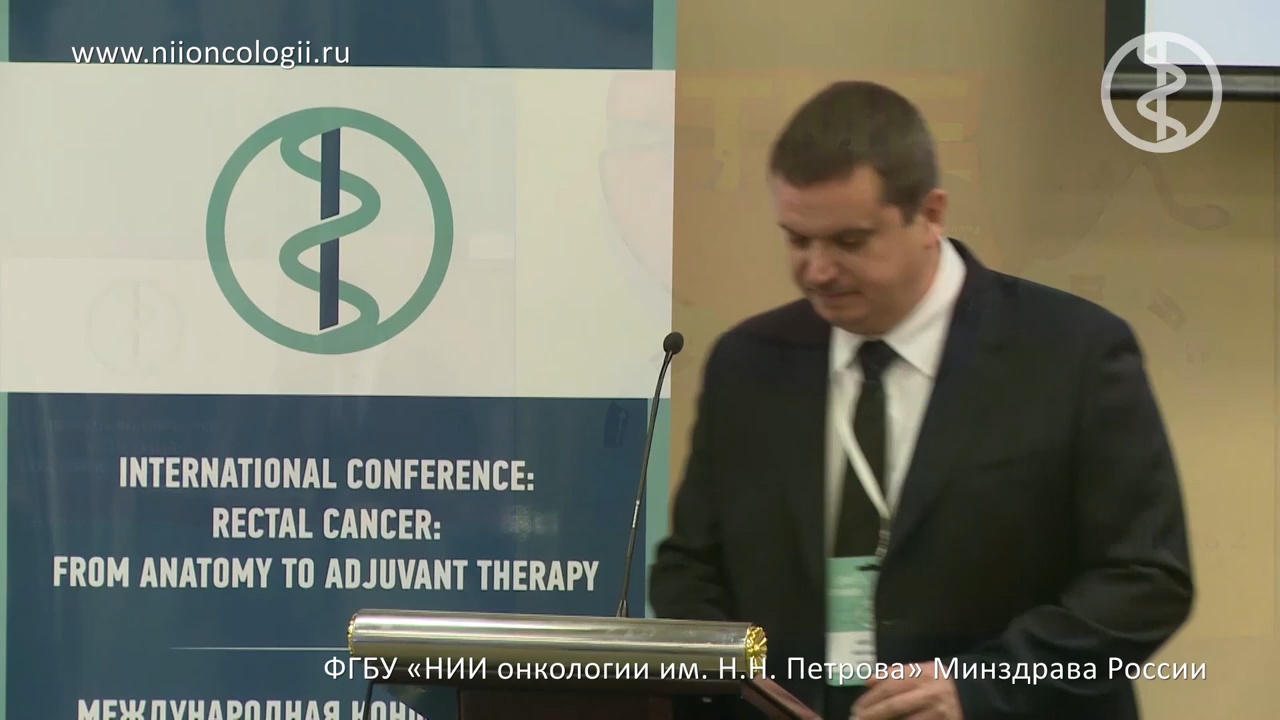 www.niioncologii.ru
INTERNATIONAL CONFERENCE:
RECTAL CANCER:
FROM ANATOMY TO ADJUVANT THERAPY
ФГБУ «НИИ онкологии им. Н.Н. Петрова» Минздрава России
МЕЖДУНАРОДНАЯ